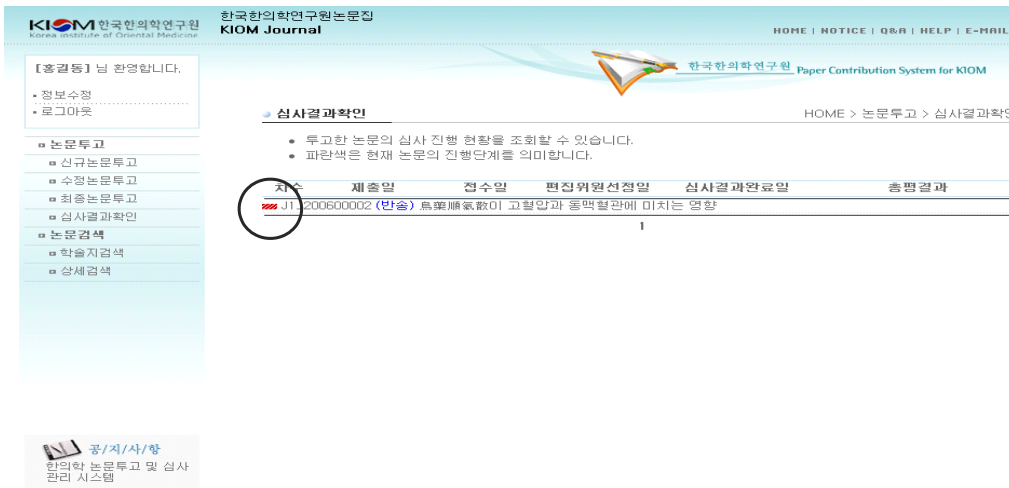 KIOM 한국한의학연구원
Korea Institute of Oriental Medicine
한국한의학연구원논문집
KIOM Journal
HOME | NOTICE | Q&A | HELP | E-MAIL
[홍길동] 님 환영합니다.
정보수정
로그아웃
한국한의학연구원 Paper Contribution System for KIOM
심사결과확인
HOME > 논문투고 > 심사결과확인
투고한 논문의 심사 진행 현황을 조회할 수 있습니다.
파란색은 현재 논문의 진행단계를 의미합니다.
논문투고
신규논문투고
수정논문투고
최종논문투고
심사결과확인
논문검색
학술지검색
상세검색
차수 제출일 접수일 편집위원선정일 심사결과완료일 총평결과
J1J200600002 (반송) 烏藥順氣散이 고혈압과 동맥혈관에 미치는 영향
1
공/지/사/항
한의학 논문투고 및 심사
관리 시스템